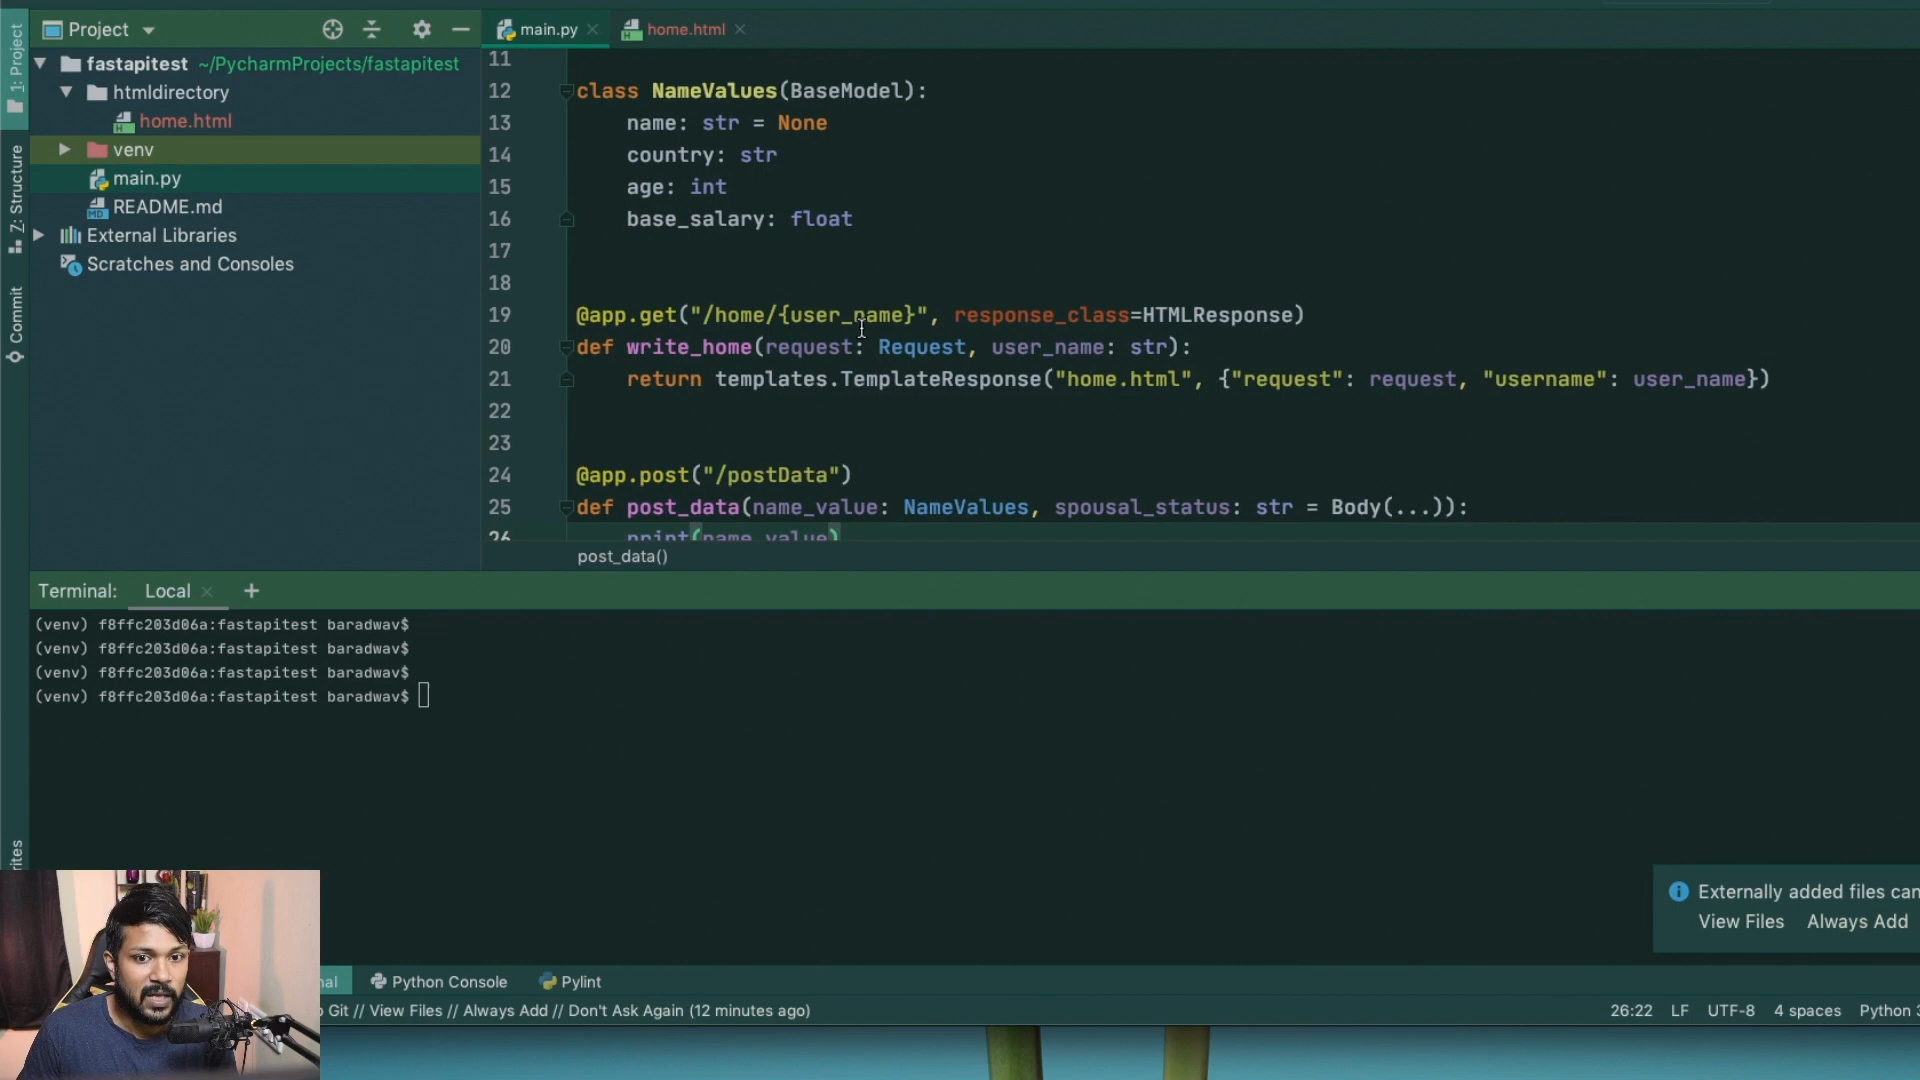 Project
main.py
home.html
1: Project
Z: Structure
Commit
fastapitest ~/PycharmProjects/fastapitest
htmldirectory
home.html
venv
main.py
README.md
External Libraries
Scratches and Consoles
11
12 class NameValues(BaseModel):
13 name: str = None
14 country: str
15 age: int
16 base_salary: float
17
18
19 @app.get("/home/{user_name}", response_class=HTMLResponse)
20 def write_home(request: Request, user_name: str):
21 return templates.TemplateResponse("home.html", {"request": request, "username": user_name})
22
23
24 @app.post("/postData")
25 def post_data(name_value: NameValues, spousal_status: str = Body(...)):
26 print(name_value)
post_data()
Terminal: Local +
(venv) f8ffc203d06a:fastapitest baradwav$
(venv) f8ffc203d06a:fastapitest baradwav$
(venv) f8ffc203d06a:fastapitest baradwav$
(venv) f8ffc203d06a:fastapitest baradwav$
Externally added files can
View Files Always Add
Python Console
Pylint
Git // View Files // Always Add // Don't Ask Again (12 minutes ago)
26:22 LF UTF-8 4 spaces Python